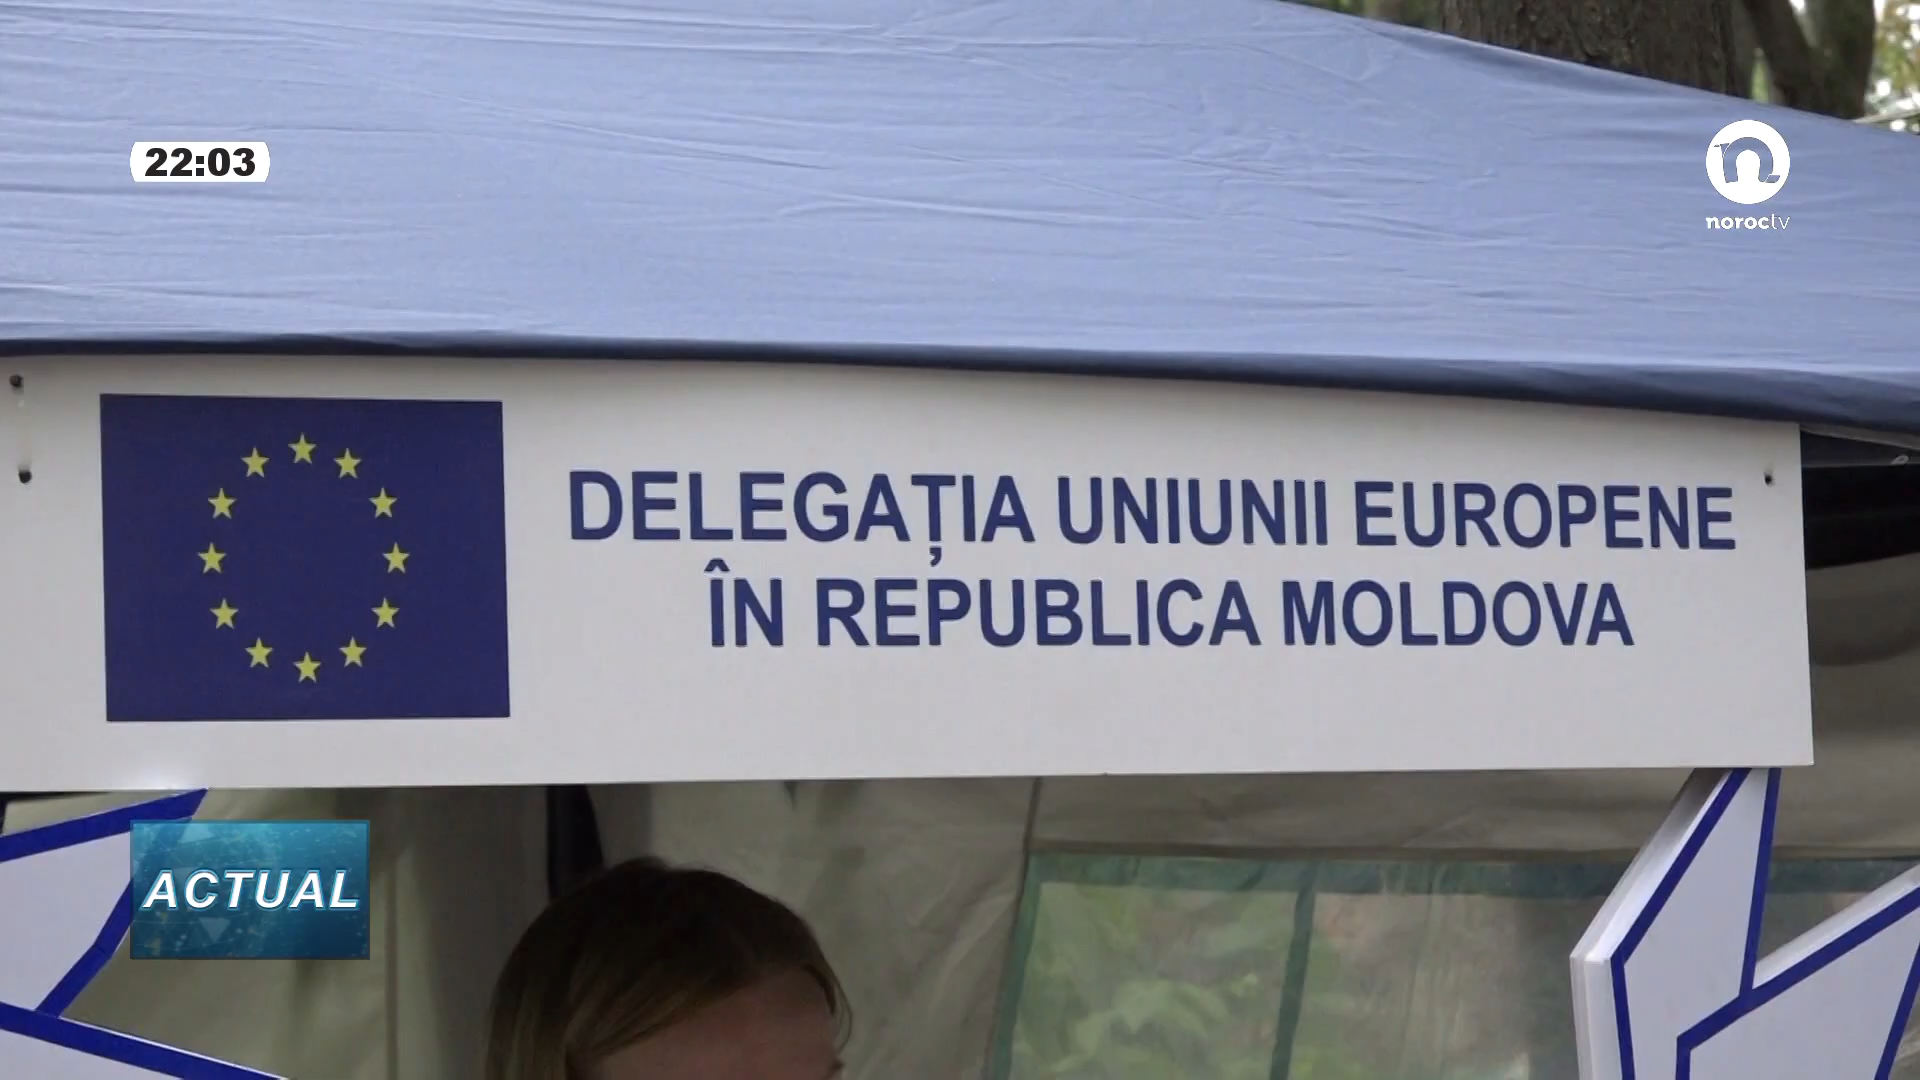 22:03
noroctv
DELEGAȚIA UNIUNII EUROPENE
ÎN REPUBLICA MOLDOVA
ACTUAL